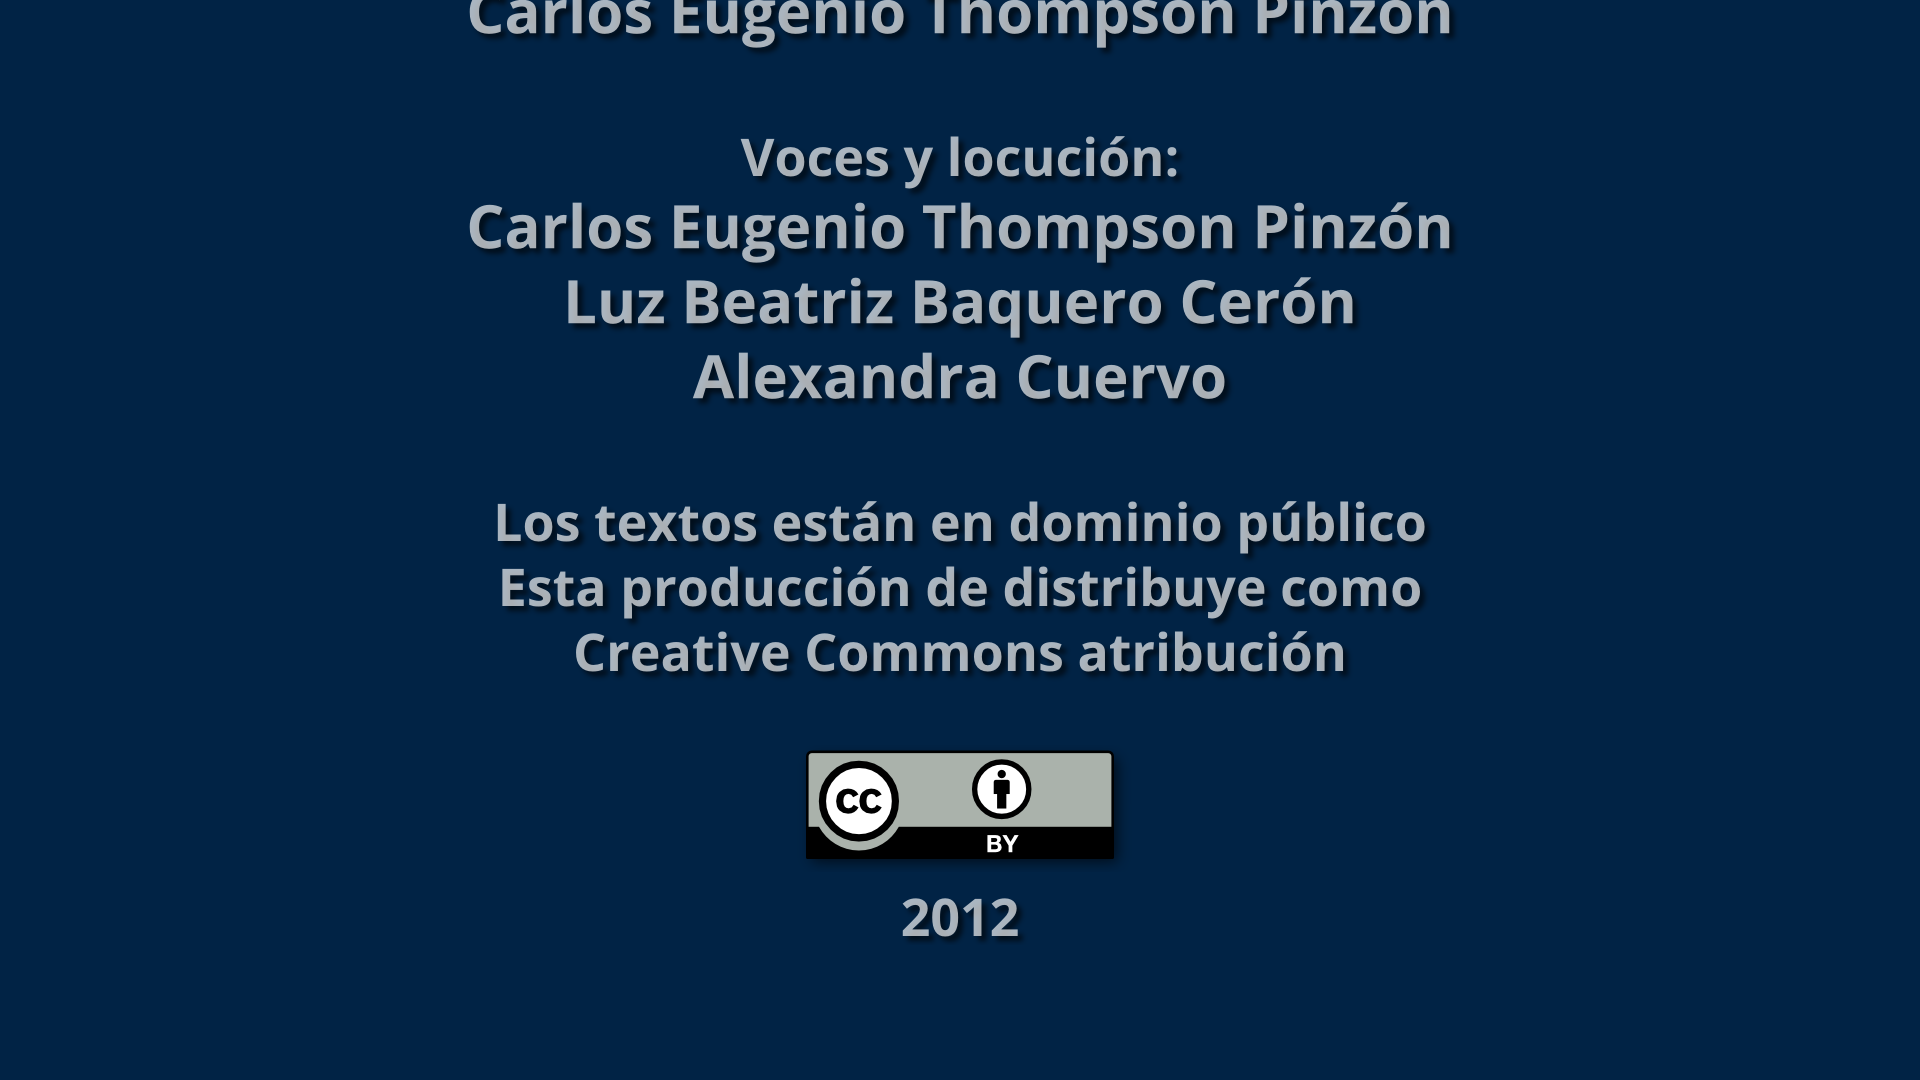 Carlos Eugenio Thompson Pinzón
Voces y locución:
Carlos Eugenio Thompson Pinzón
Luz Beatriz Baquero Cerón
Alexandra Cuervo
Los textos están en dominio público
Esta producción de distribuye como
Creative Commons atribución
cc
BY
2012